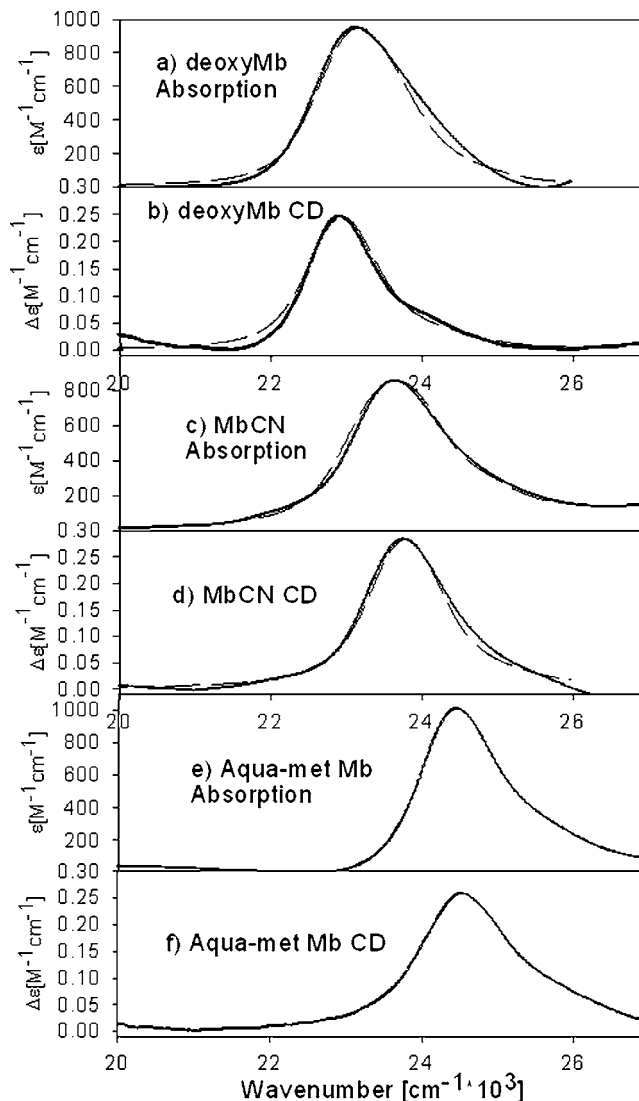 1000
800
600
400
200
0.30
ε[M⁻¹cm⁻¹]
a) deoxyMb
Absorption
0.25
0.20
0.15
0.10
0.05
0.00
Δε[M⁻¹cm⁻¹]
b) deoxyMb CD
20 22 24 26
800
600
400
200
0.30
ε[M⁻¹cm⁻¹]
c) MbCN
Absorption
0.25
0.20
0.15
0.10
0.05
0.00
Δε[M⁻¹cm⁻¹]
d) MbCN CD
20 22 24 26
1000
800
600
400
200
0.30
ε[M⁻¹cm⁻¹]
e) Aqua-met Mb
Absorption
0.25
0.20
0.15
0.10
0.05
0.00
Δε[M⁻¹cm⁻¹]
f) Aqua-met Mb CD
20 22 24 26
Wavenumber [cm⁻¹*10³]